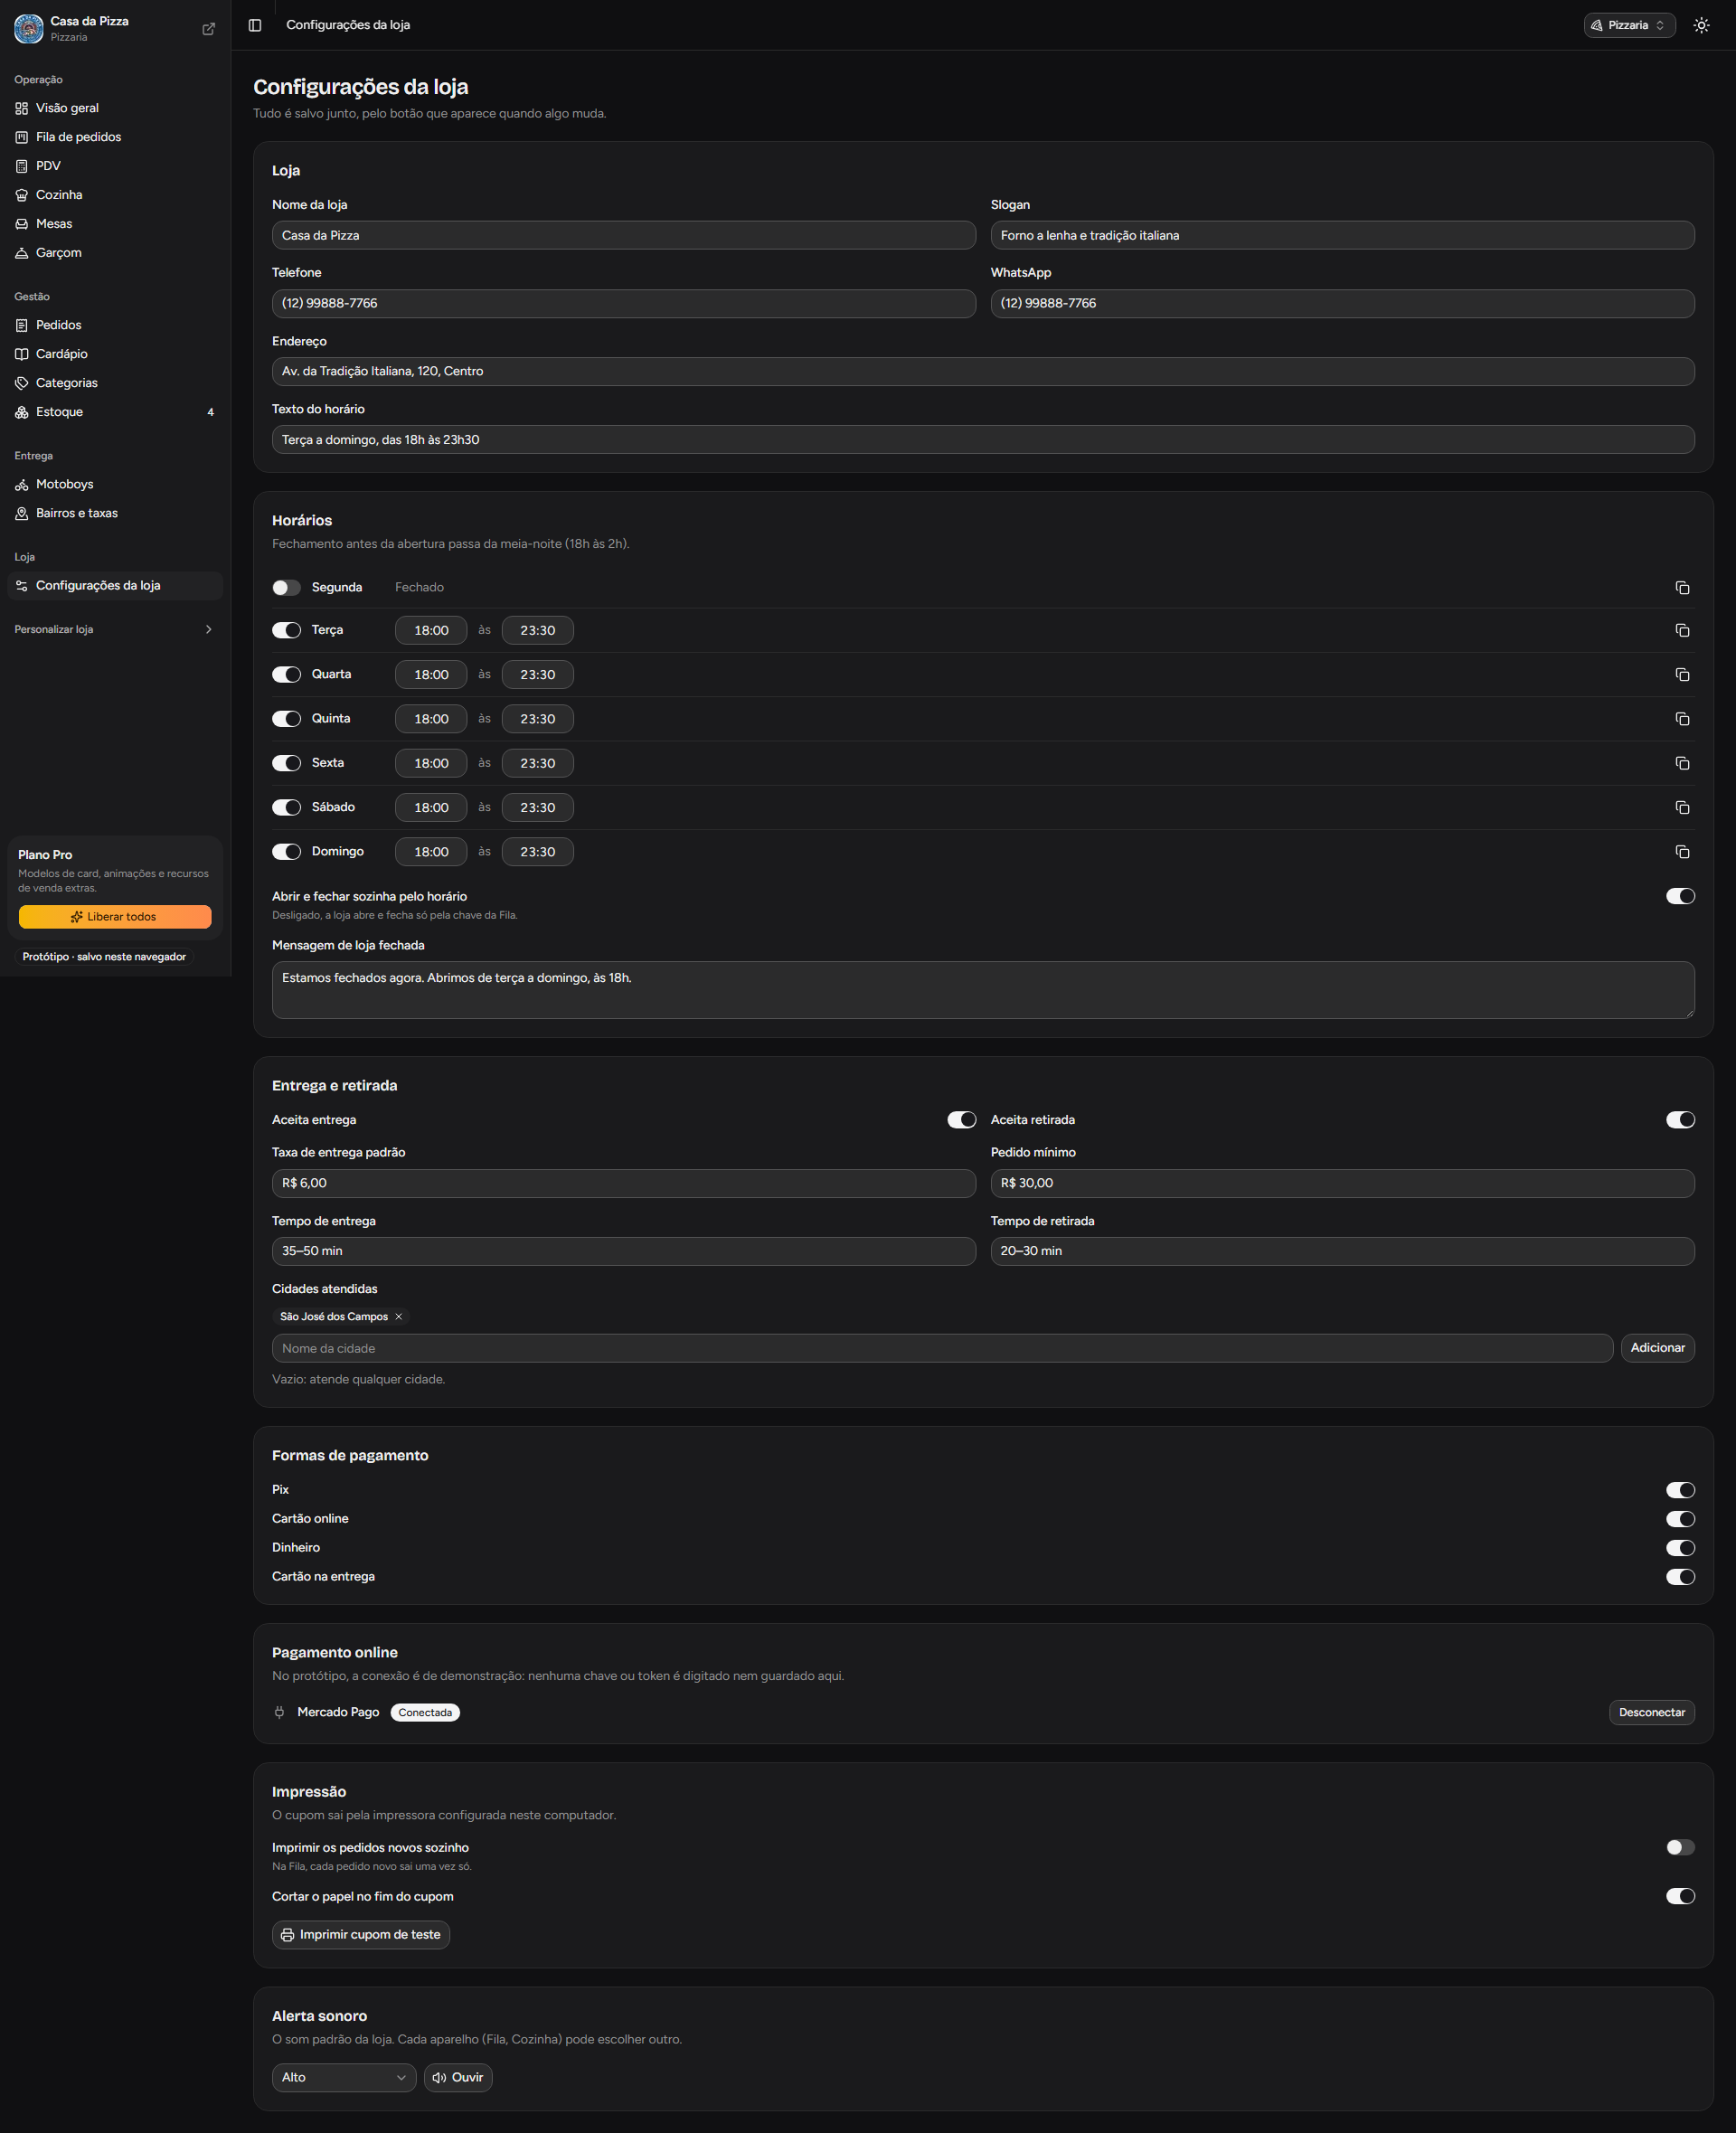 Casa da Pizza
Pizzaria
Operação
Visão geral
Fila de pedidos
PDV
Cozinha
Mesas
Garçom
Gestão
Pedidos
Cardápio
Categorias
Estoque 4
Entrega
Motoboys
Bairros e taxas
Loja
Configurações da loja
Personalizar loja
Plano Pro
Modelos de card, animações e recursos
de venda extras.
Liberar todos
Protótipo · salvo neste navegador
Configurações da loja
Pizzaria
Configurações da loja
Tudo é salvo junto, pelo botão que aparece quando algo muda.
Loja
Nome da loja Slogan
Casa da Pizza Forno a lenha e tradição italiana
Telefone WhatsApp
(12) 99888-7766 (12) 99888-7766
Endereço
Av. da Tradição Italiana, 120, Centro
Texto do horário
Terça a domingo, das 18h às 23h30
Horários
Fechamento antes da abertura passa da meia-noite (18h às 2h).
Segunda Fechado
Terça 18:00 às 23:30
Quarta 18:00 às 23:30
Quinta 18:00 às 23:30
Sexta 18:00 às 23:30
Sábado 18:00 às 23:30
Domingo 18:00 às 23:30
Abrir e fechar sozinha pelo horário
Desligado, a loja abre e fecha só pela chave da Fila.
Mensagem de loja fechada
Estamos fechados agora. Abrimos de terça a domingo, às 18h.
Entrega e retirada
Aceita entrega Aceita retirada
Taxa de entrega padrão Pedido mínimo
R$ 6,00 R$ 30,00
Tempo de entrega Tempo de retirada
35–50 min 20–30 min
Cidades atendidas
São José dos Campos
Nome da cidade Adicionar
Vazio: atende qualquer cidade.
Formas de pagamento
Pix
Cartão online
Dinheiro
Cartão na entrega
Pagamento online
No protótipo, a conexão é de demonstração: nenhuma chave ou token é digitado nem guardado aqui.
Mercado Pago Conectada Desconectar
Impressão
O cupom sai pela impressora configurada neste computador.
Imprimir os pedidos novos sozinho
Na Fila, cada pedido novo sai uma vez só.
Cortar o papel no fim do cupom
Imprimir cupom de teste
Alerta sonoro
O som padrão da loja. Cada aparelho (Fila, Cozinha) pode escolher outro.
Alto Ouvir